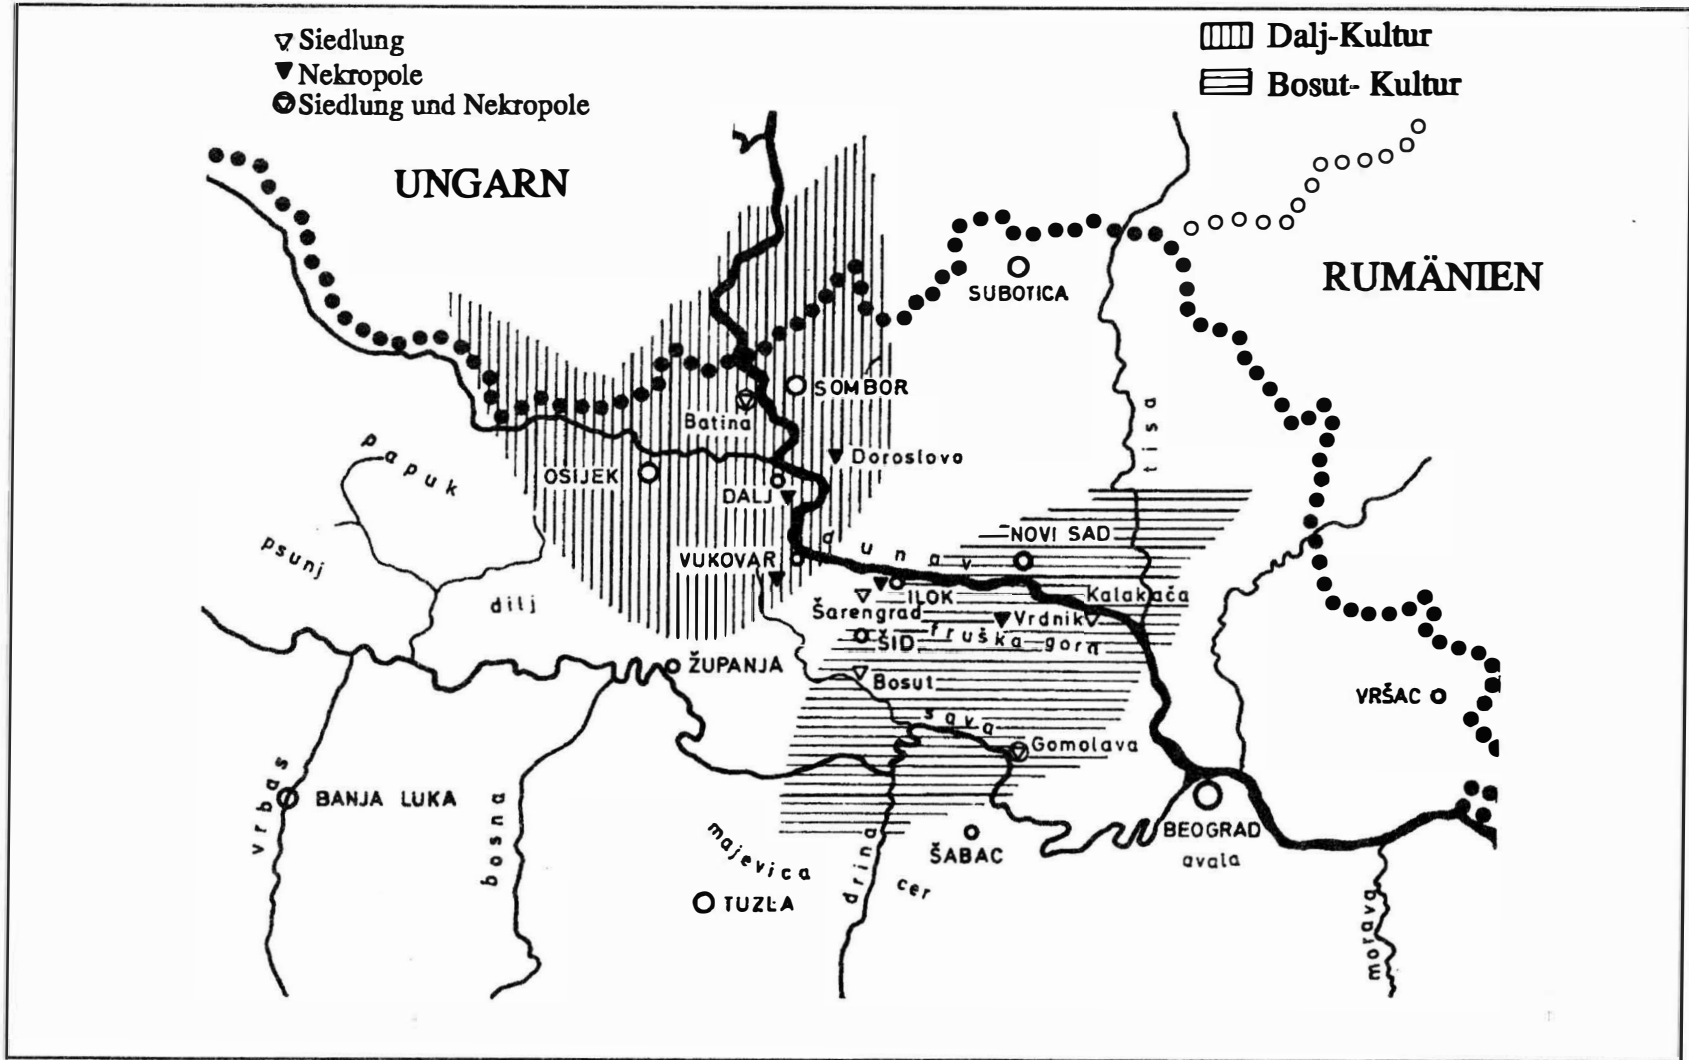 Siedlung
Nekropole
Siedlung und Nekropole
Dalj-Kultur
Bosut- Kultur
UNGARN
RUMÄNIEN
SUBOTICA
SOMBOR
Batina
tisa
papuk
Doroslovo
OSIJEK
DALJ
psunj
dunav
NOVI SAD
VUKOVAR
dilj
ILOK
Kalakača
Šarengrad
Vrdnik
fruška gora
ŠID
ŽUPANJA
Bosut
VRŠAC
sava
Gomolava
vrbas
BANJA LUKA
bosna
BEOGRAD
majevica
drina
ŠABAC
avala
cer
TUZLA
morava